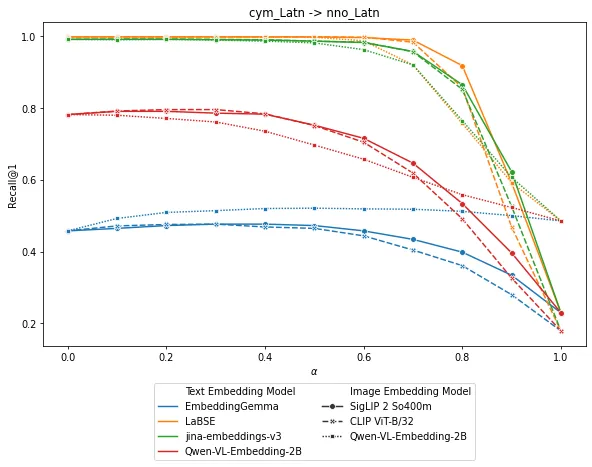 cym_Latn -> nno_Latn
Recall@1
1.0
0.8
0.6
0.4
0.2
0.0 0.2 0.4 0.6 0.8 1.0
α
Text Embedding Model Image Embedding Model
EmbeddingGemma SigLIP 2 So400m
LaBSE CLIP ViT-B/32
jina-embeddings-v3 Qwen-VL-Embedding-2B
Qwen-VL-Embedding-2B